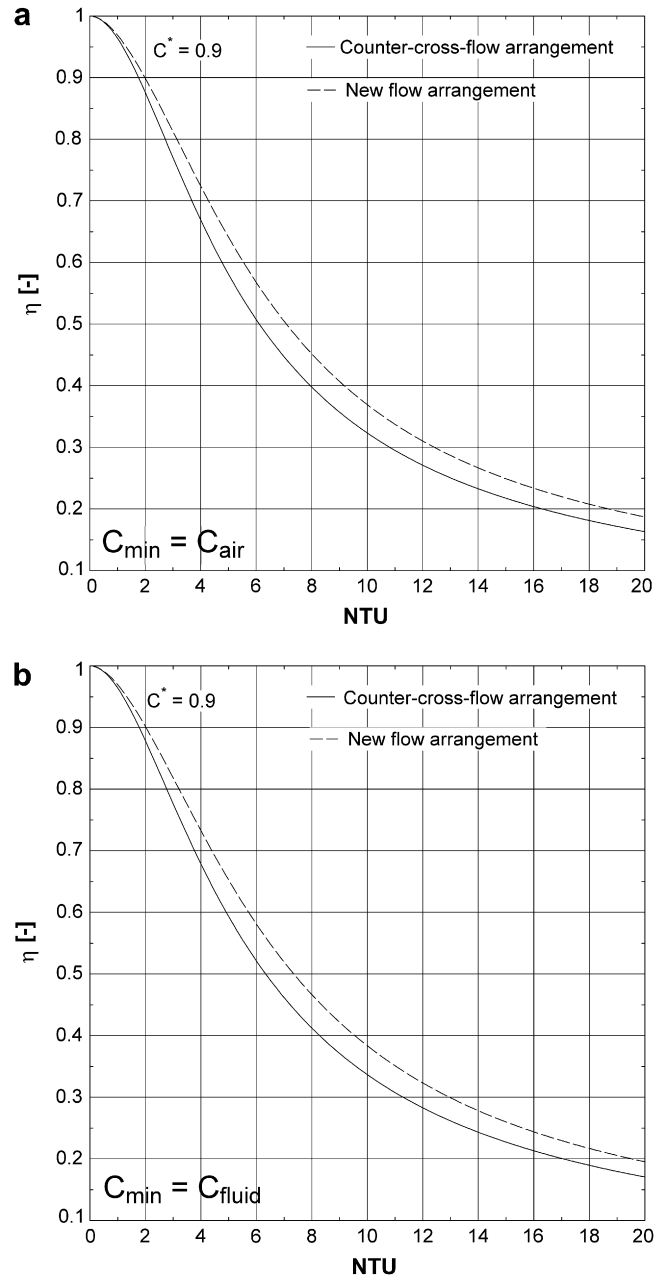 a
C* = 0.9
Counter-cross-flow arrangement
New flow arrangement
1
0.9
0.8
0.7
0.6
0.5
0.4
0.3
0.2
0.1
η [-]
Cmin = Cair
0 2 4 6 8 10 12 14 16 18 20
NTU
b
C* = 0.9
Counter-cross-flow arrangement
New flow arrangement
1
0.9
0.8
0.7
0.6
0.5
0.4
0.3
0.2
0.1
η [-]
Cmin = Cfluid
0 2 4 6 8 10 12 14 16 18 20
NTU